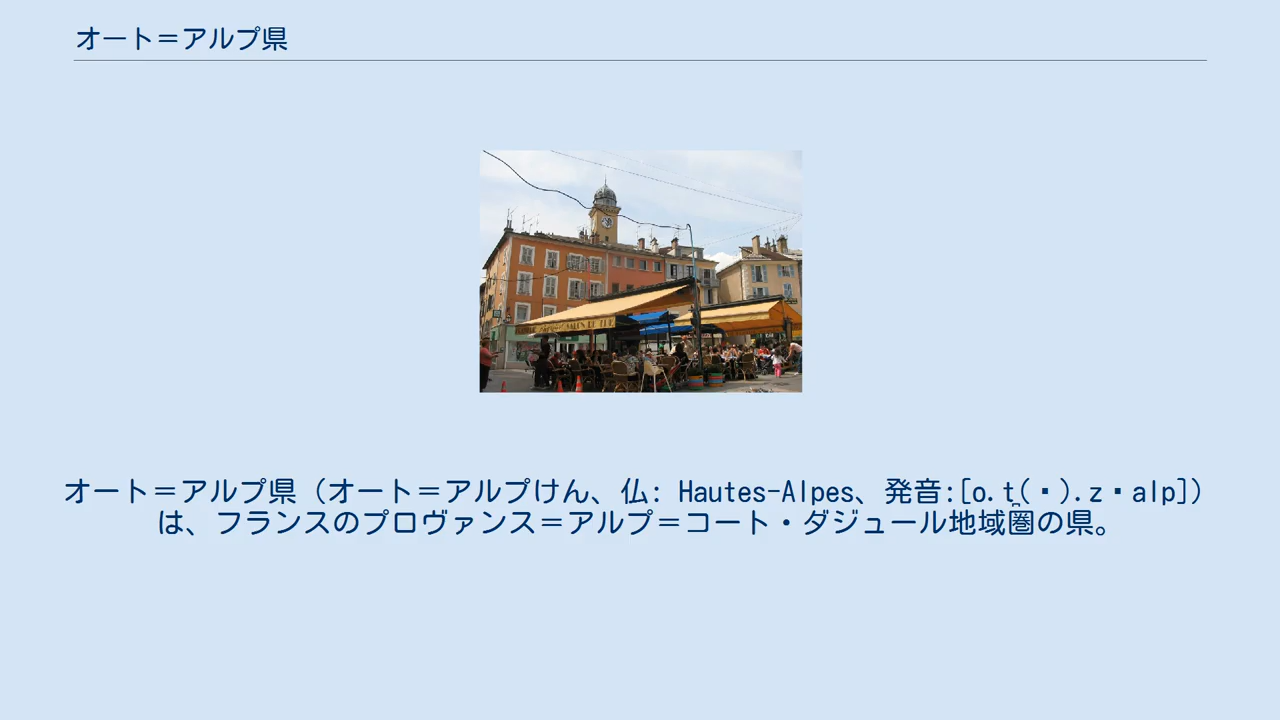 オート＝アルプ県
オート＝アルプ県（オート＝アルプけん、仏: Hautes-Alpes、発音:[o.t̪(·).z·alp]）
は、フランスのプロヴァンス＝アルプ＝コート・ダジュール地域圏の県。